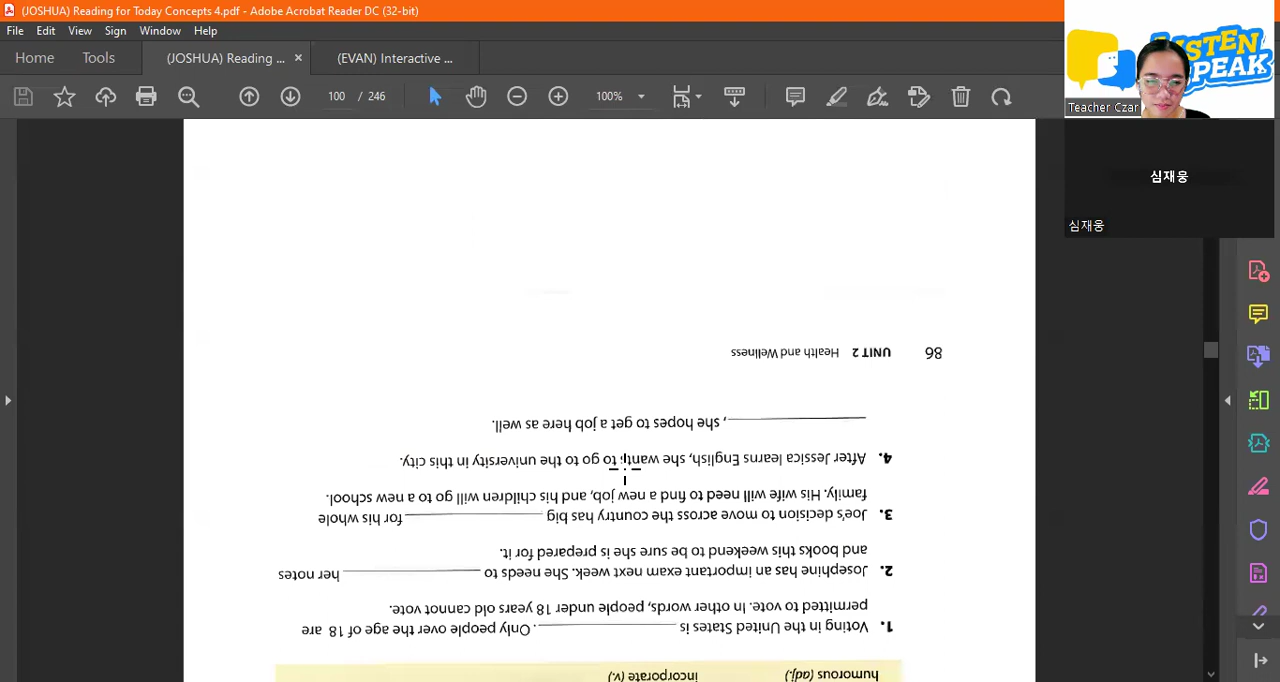 (JOSHUA) Reading for Today Concepts 4.pdf - Adobe Acrobat Reader DC (32-bit)
File Edit View Sign Window Help
Home Tools (JOSHUA) Reading ... × (EVAN) Interactive ...
100 / 246 100%
LISTEN
SPEAK
Teacher Czar
심재웅
심재웅
humorous (adj.) incorporate (v.)
1. Voting in the United States is ____________. Only people over the age of 18 are
permitted to vote. In other words, people under 18 years old cannot vote.
2. Josephine has an important exam next week. She needs to ____________ her notes
and books this weekend to be sure she is prepared for it.
3. Joe's decision to move across the country has big ____________ for his whole
family. His wife will need to find a new job, and his children will go to a new school.
4. After Jessica learns English, she wants to go to the university in this city.
____________, she hopes to get a job here as well.
86 UNIT 2 Health and Wellness